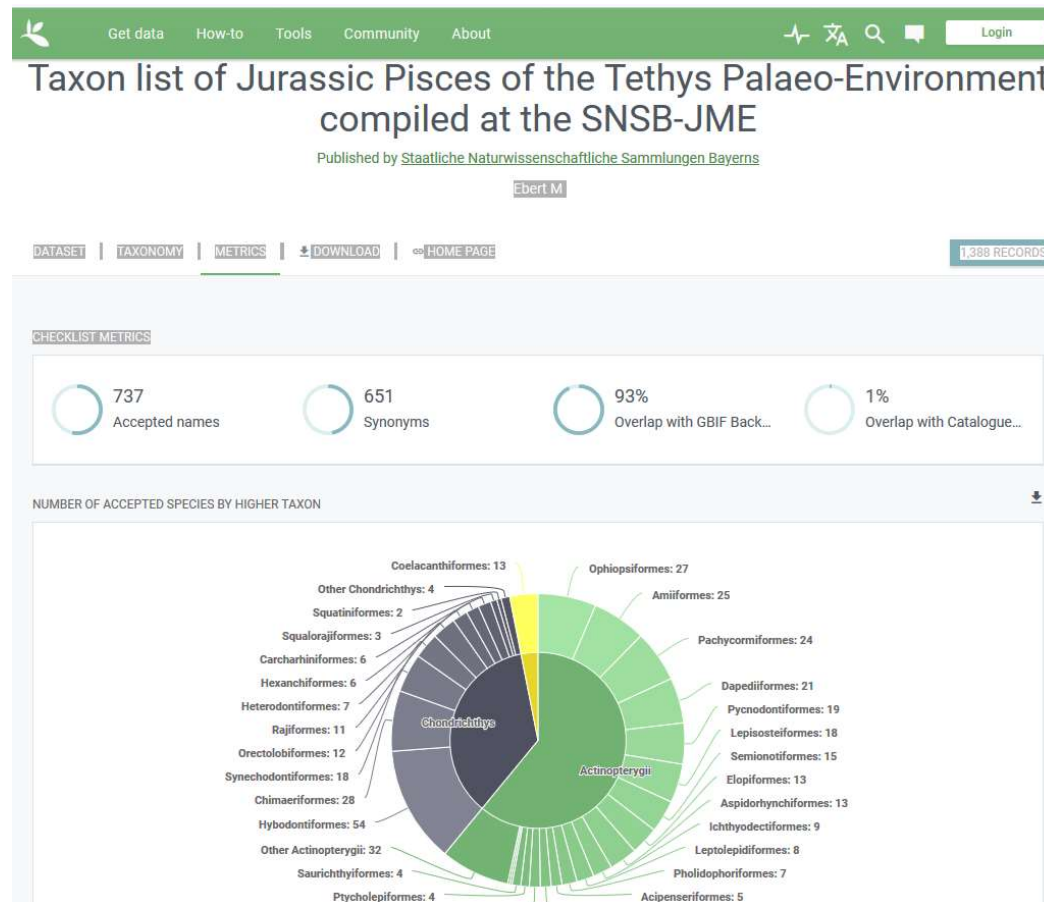 Get data How-to Tools Community About Login
Taxon list of Jurassic Pisces of the Tethys Palaeo-Environment
compiled at the SNSB-JME
Published by Staatliche Naturwissenschaftliche Sammlungen Bayerns
Ebert M
DATASET TAXONOMY METRICS DOWNLOAD HOME PAGE 1,388 RECORDS
CHECKLIST METRICS
737
Accepted names
651
Synonyms
93%
Overlap with GBIF Back...
1%
Overlap with Catalogue...
NUMBER OF ACCEPTED SPECIES BY HIGHER TAXON
Coelacanthiformes: 13
Other Chondrichthys: 4
Squatiniformes: 2
Squalorajiformes: 3
Carcharhiniformes: 6
Hexanchiformes: 6
Heterodontiformes: 7
Rajiformes: 11
Orectolobiformes: 12
Synechodontiformes: 18
Chimaeriformes: 28
Hybodontiformes: 54
Other Actinopterygii: 32
Saurichthyiformes: 4
Ptycholepiformes: 4
Chondrichthys
Actinopterygii
Ophiopsiformes: 27
Amiiformes: 25
Pachycormiformes: 24
Dapediiformes: 21
Pycnodontiformes: 19
Lepisosteiformes: 18
Semionotiformes: 15
Elopiformes: 13
Aspidorhynchiformes: 13
Ichthyodectiformes: 9
Leptolepidiformes: 8
Pholidophoriformes: 7
Acipenseriformes: 5